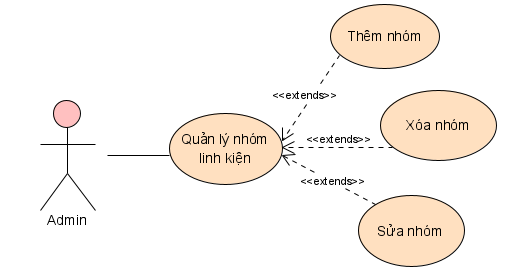 Thêm nhóm
<<extends>>
Quản lý nhóm
linh kiện
<<extends>>
Xóa nhóm
<<extends>>
Admin
Sửa nhóm